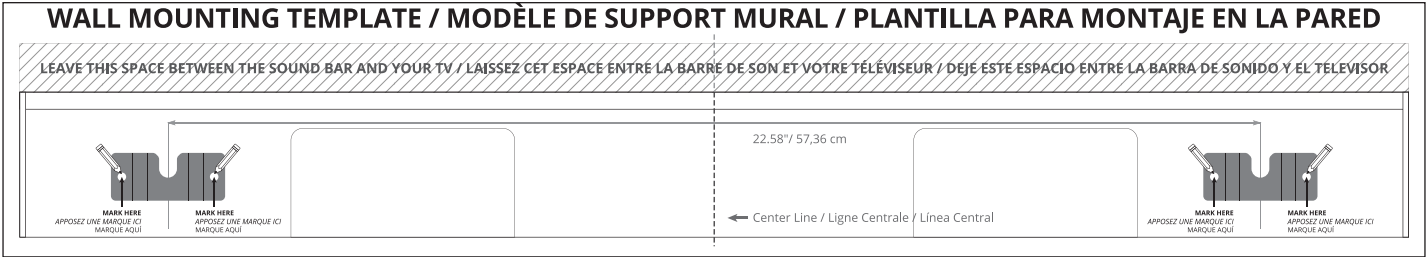 WALL MOUNTING TEMPLATE / MODÈLE DE SUPPORT MURAL / PLANTILLA PARA MONTAJE EN LA PARED
LEAVE THIS SPACE BETWEEN THE SOUND BAR AND YOUR TV / LAISSEZ CET ESPACE ENTRE LA BARRE DE SON ET VOTRE TÉLÉVISEUR / DEJE ESTE ESPACIO ENTRE LA BARRA DE SONIDO Y EL TELEVISOR
22.58"/ 57,36 cm
MARK HERE
APPOSEZ UNE MARQUE ICI
MARQUE AQUÍ
MARK HERE
APPOSEZ UNE MARQUE ICI
MARQUE AQUÍ
Center Line / Ligne Centrale / Línea Central
MARK HERE
APPOSEZ UNE MARQUE ICI
MARQUE AQUÍ
MARK HERE
APPOSEZ UNE MARQUE ICI
MARQUE AQUÍ